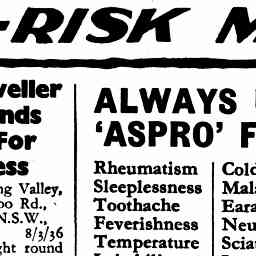 -RISK
veller
nds
For
ess
ng Valley,
oo Rd.,
N.S.W.,
8/3/36
ght round
ALWAYS
'ASPRO' F
Rheumatism
Sleeplessness
Toothache
Feverishness
Temperature
Cold
Mala
Eara
Neu
Scia